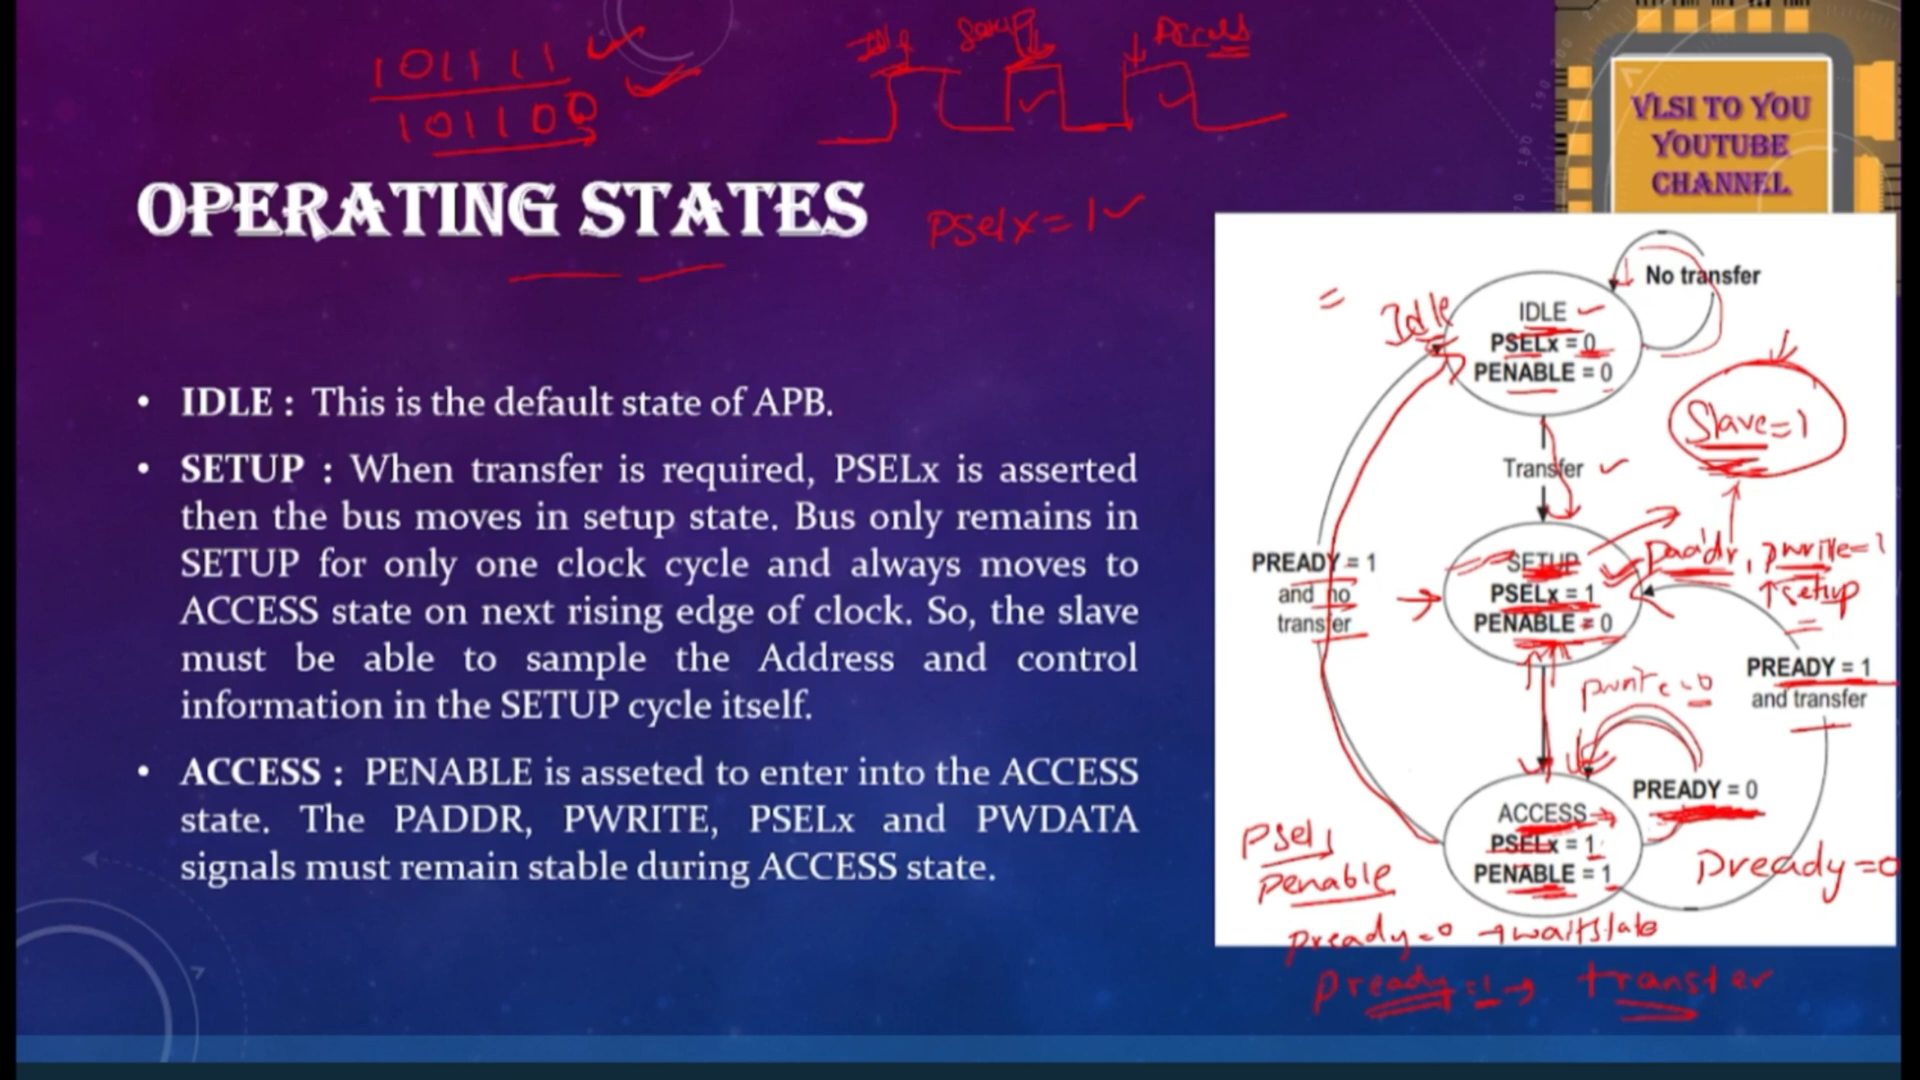 101111
101100
Idle
Setup
Access
VLSI TO YOU
YOUTUBE
CHANNEL
OPERATING STATES
Pselx=1
• IDLE : This is the default state of APB.
• SETUP : When transfer is required, PSELx is asserted
then the bus moves in setup state. Bus only remains in
SETUP for only one clock cycle and always moves to
ACCESS state on next rising edge of clock. So, the slave
must be able to sample the Address and control
information in the SETUP cycle itself.
• ACCESS : PENABLE is asseted to enter into the ACCESS
state. The PADDR, PWRITE, PSELx and PWDATA
signals must remain stable during ACCESS state.
No transfer
Idle
IDLE
PSELx = 0
PENABLE = 0
Slave=1
Transfer
PREADY = 1
and no
transfer
SETUP
PSELx = 1
PENABLE = 0
Paddr, pwrite=1
setup
PREADY = 1
and transfer
pwrite=0
PREADY = 0
ACCESS
PSELx = 1
PENABLE = 1
Psel
Penable
Pready=0
pready=0 → wait state
pready=1 → transfer